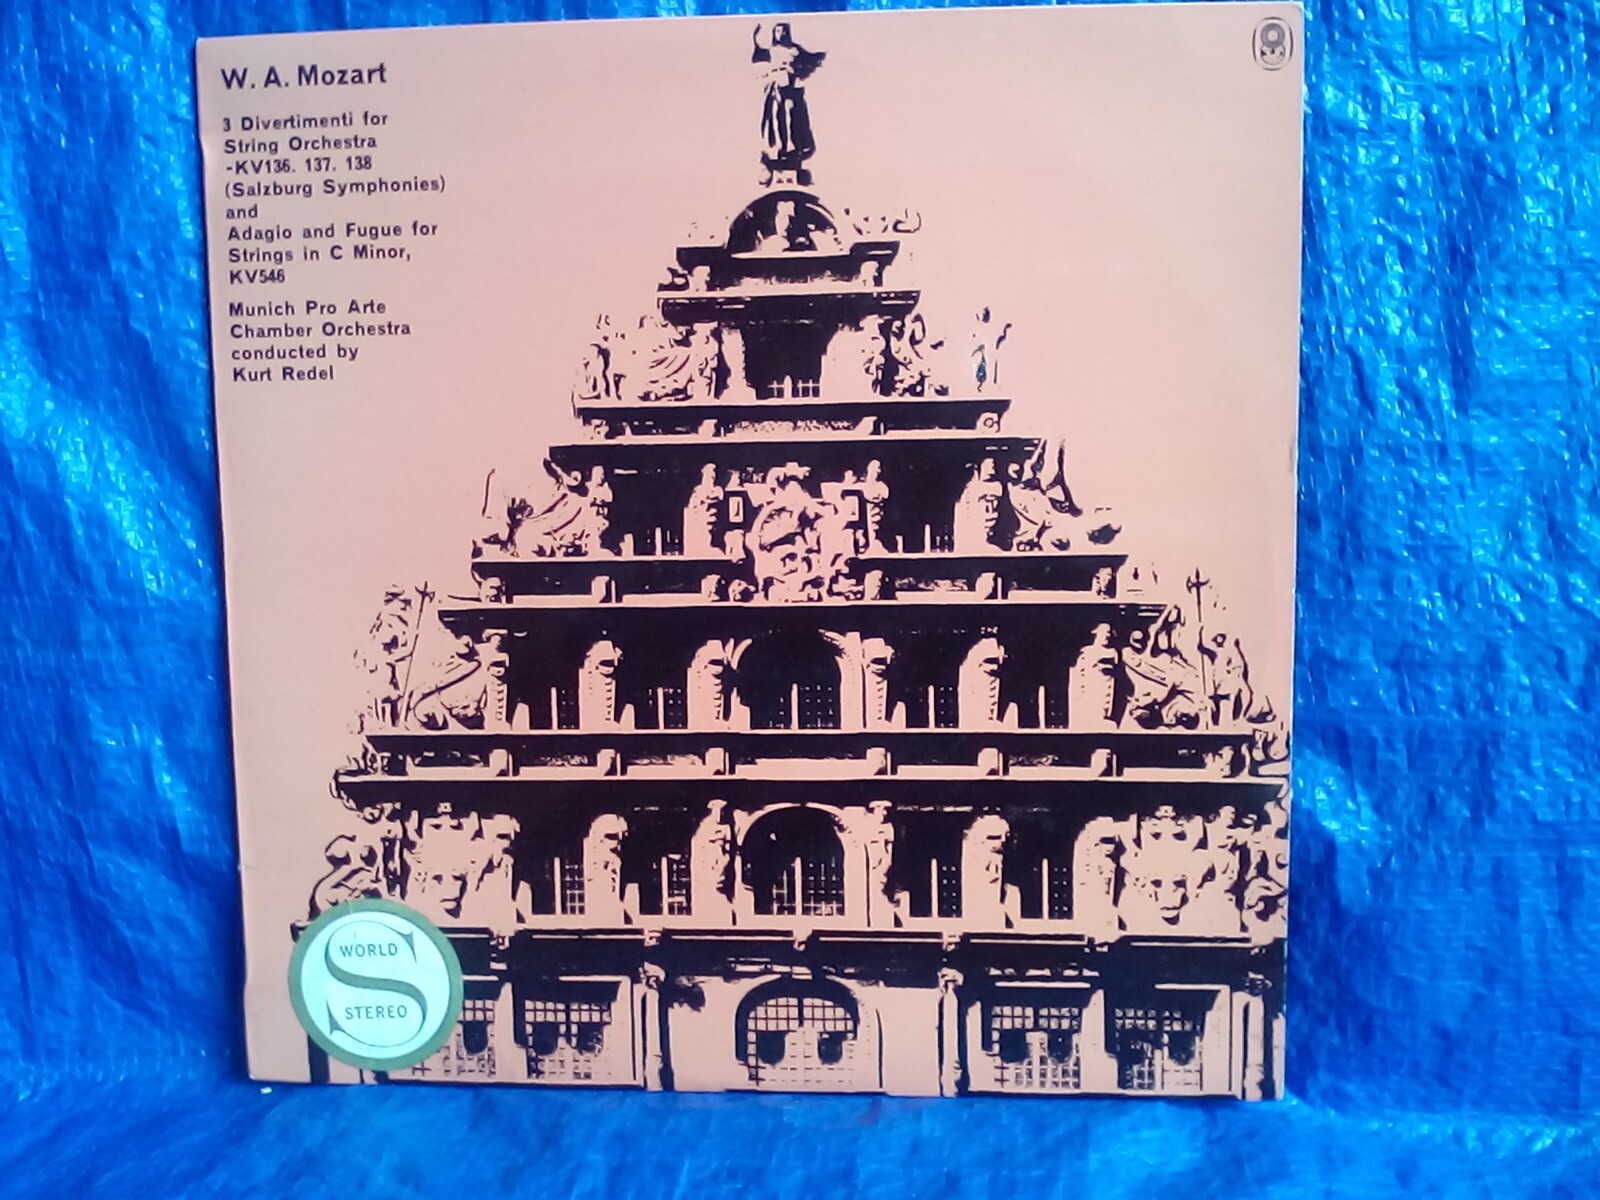 W. A. Mozart
3 Divertimenti for
String Orchestra
-KV136. 137. 138
(Salzburg Symphonies)
and
Adagio and Fugue for
Strings in C Minor,
KV546
Munich Pro Arte
Chamber Orchestra
conducted by
Kurt Redel
WORLD
S
STEREO